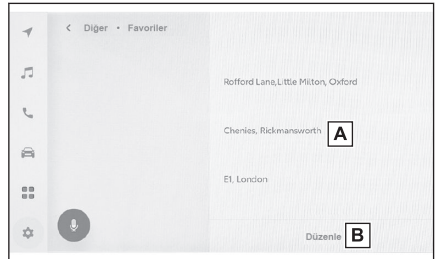 Diğer • Favoriler
Rofford Lane,Little Milton, Oxford
Chenies, Rickmansworth A
E1, London
Düzenle B